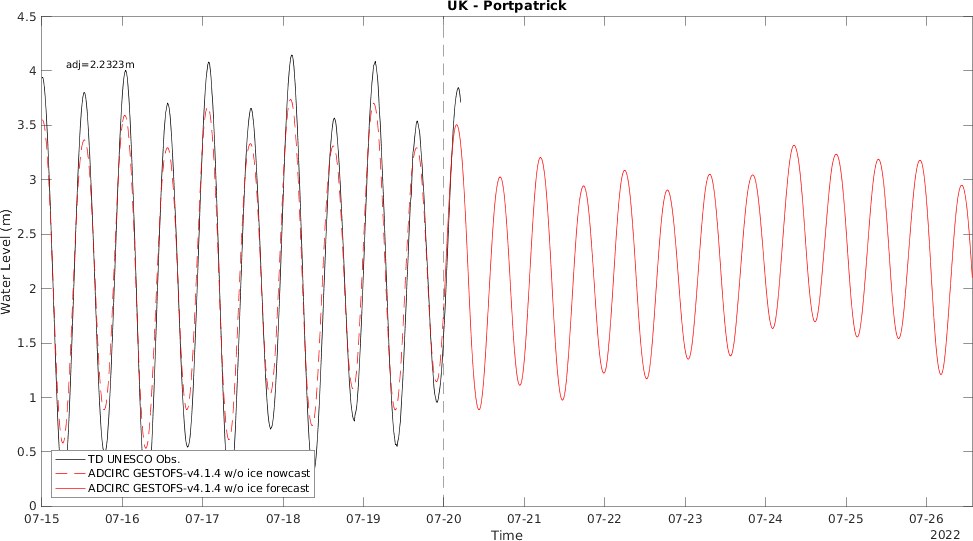 UK - Portpatrick
4.5
adj=2.2323m
4
3.5
3
2.5
2
1.5
1
0.5
0
Water Level (m)
TD UNESCO Obs.
ADCIRC GESTOFS-v4.1.4 w/o ice nowcast
ADCIRC GESTOFS-v4.1.4 w/o ice forecast
07-15 07-16 07-17 07-18 07-19 07-20 07-21 07-22 07-23 07-24 07-25 07-26
Time
2022